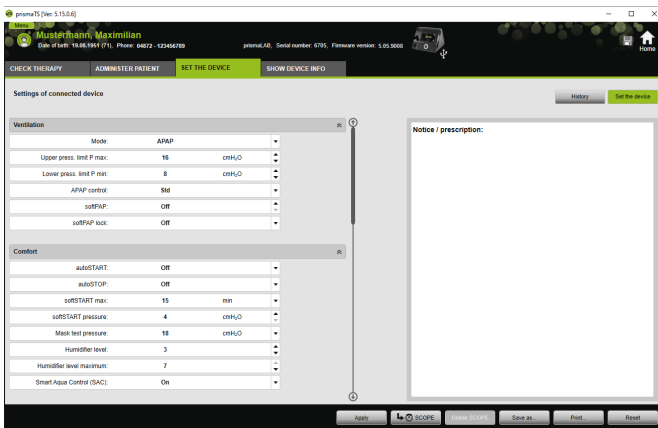 prismaTS [Ver: 5.15.0.6]
Menu
Mustermann, Maximilian
Date of birth: 19.08.1951 (71), Phone: 04872 - 123456789
prismaLAB, Serial number: 6705, Firmware version: 5.05.9008
Home
CHECK THERAPY ADMINISTER PATIENT SET THE DEVICE SHOW DEVICE INFO
Settings of connected device
History Set the device
Ventilation
Mode: APAP
Upper press. limit P max: 16 cmH₂O
Lower press. limit P min: 8 cmH₂O
APAP control: Std
softPAP: Off
softPAP lock: Off
Comfort
autoSTART: Off
autoSTOP: Off
softSTART max: 15 min
softSTART pressure: 4 cmH₂O
Mask test pressure: 18 cmH₂O
Humidifier level: 3
Humidifier level maximum: 7
Smart Aqua Control (SAC): On
Notice / prescription:
Apply SCOPE Delete SCOPE Save as... Print... Reset